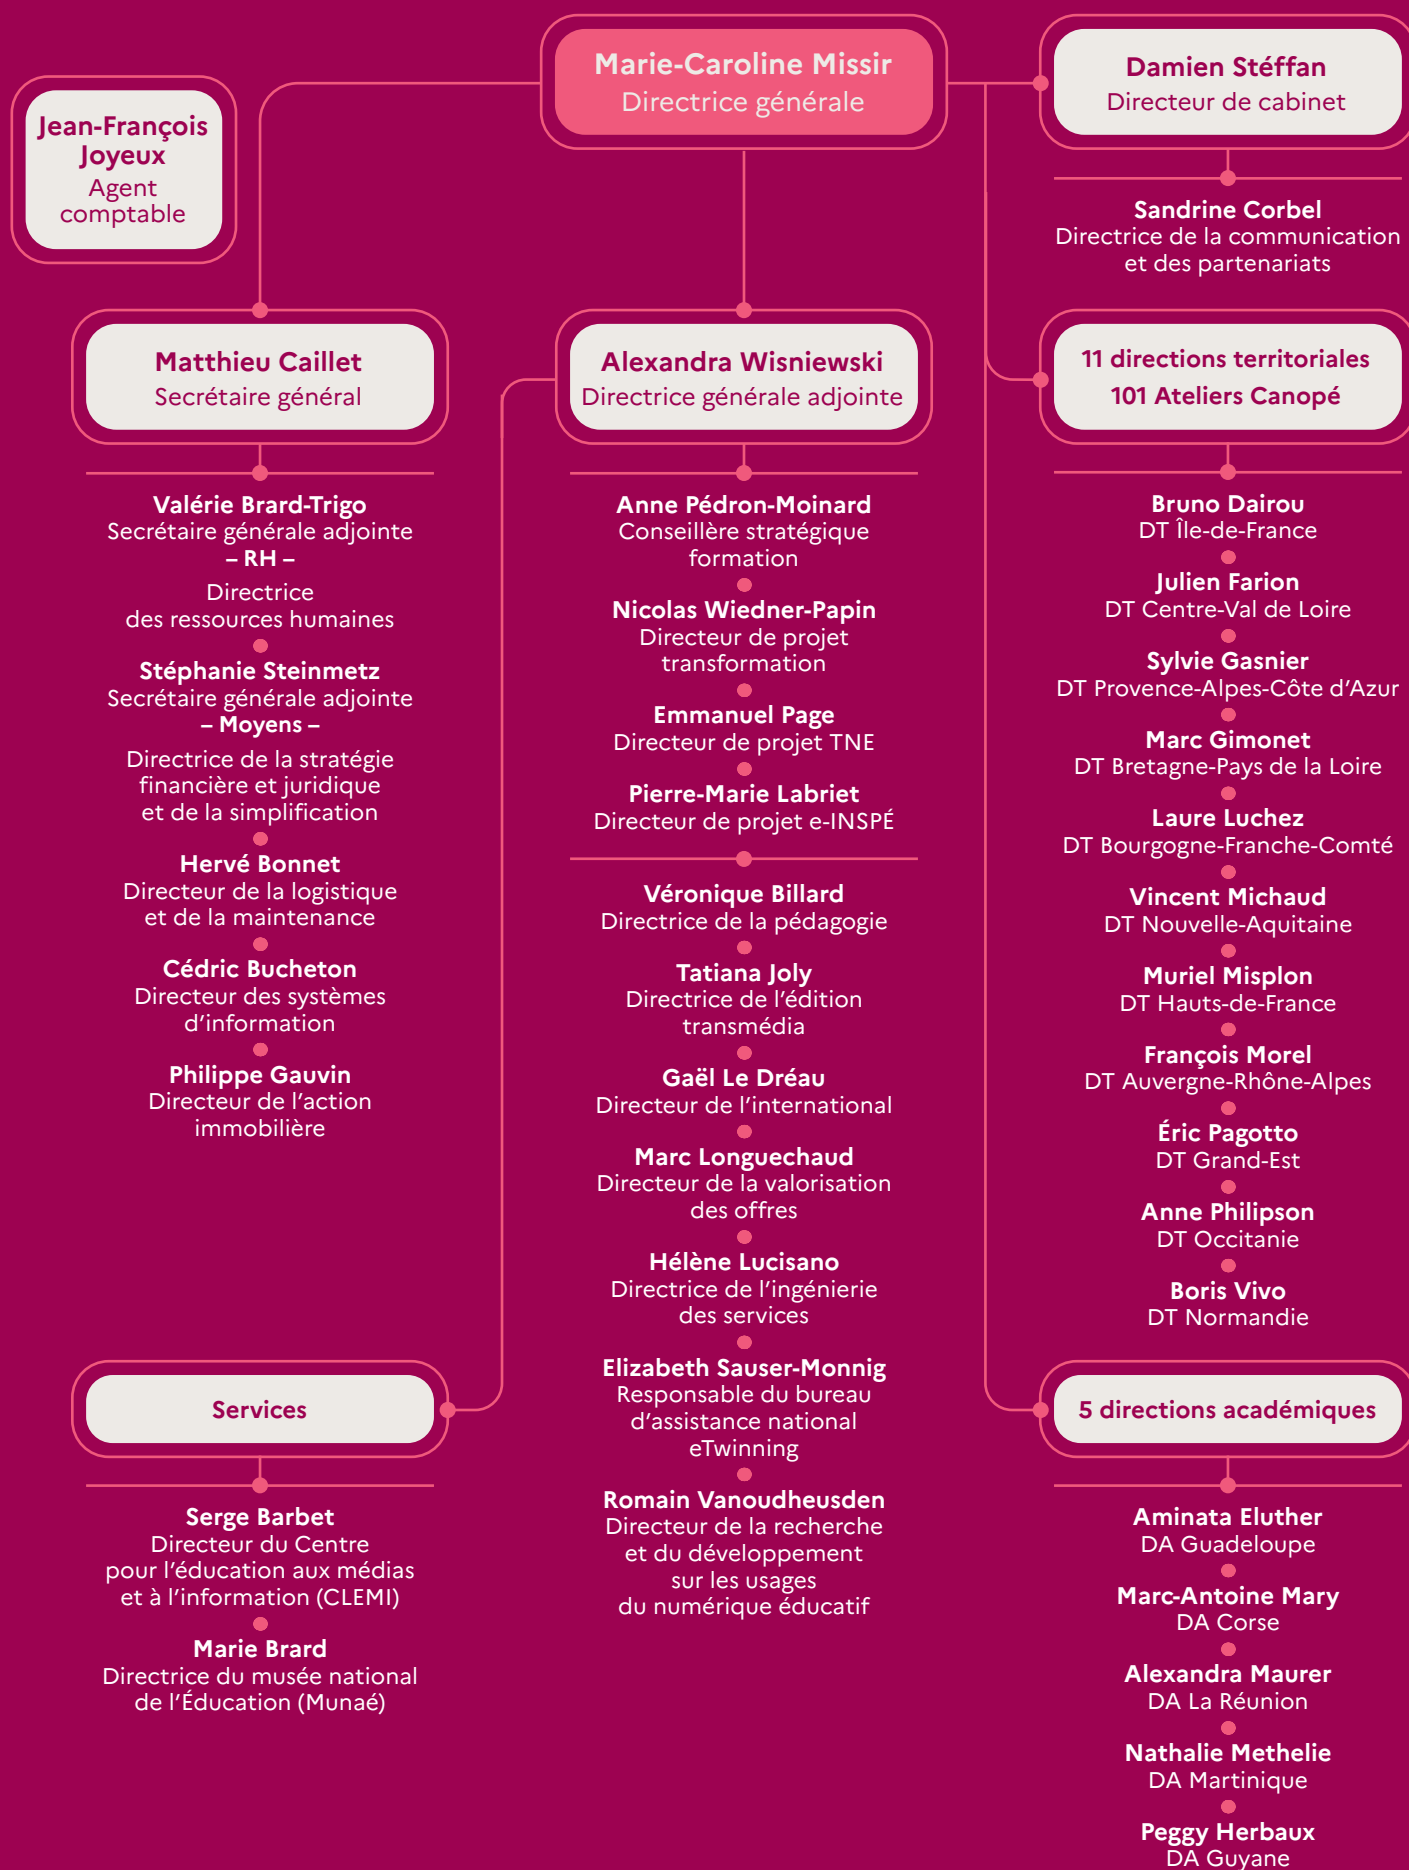 Marie-Caroline Missir
Directrice générale
Damien Stéffan
Directeur de cabinet
Sandrine Corbel
Directrice de la communication
et des partenariats
Jean-François
Joyeux
Agent
comptable
Matthieu Caillet
Secrétaire général
Valérie Brard-Trigo
Secrétaire générale adjointe
– RH –
Directrice
des ressources humaines
Stéphanie Steinmetz
Secrétaire générale adjointe
– Moyens –
Directrice de la stratégie
financière et juridique
et de la simplification
Hervé Bonnet
Directeur de la logistique
et de la maintenance
Cédric Bucheton
Directeur des systèmes
d'information
Philippe Gauvin
Directeur de l'action
immobilière
Services
Serge Barbet
Directeur du Centre
pour l'éducation aux médias
et à l'information (CLEMI)
Marie Brard
Directrice du musée national
de l'Éducation (Munaé)
Alexandra Wisniewski
Directrice générale adjointe
Anne Pédron-Moinard
Conseillère stratégique
formation
Nicolas Wiedner-Papin
Directeur de projet
transformation
Emmanuel Page
Directeur de projet TNE
Pierre-Marie Labriet
Directeur de projet e-INSPÉ
Véronique Billard
Directrice de la pédagogie
Tatiana Joly
Directrice de l'édition
transmédia
Gaël Le Dréau
Directeur de l'international
Marc Longuechaud
Directeur de la valorisation
des offres
Hélène Lucisano
Directrice de l'ingénierie
des services
Elizabeth Sauser-Monnig
Responsable du bureau
d'assistance national
eTwinning
Romain Vanoudheusden
Directeur de la recherche
et du développement
sur les usages
du numérique éducatif
11 directions territoriales
101 Ateliers Canopé
Bruno Dairou
DT Île-de-France
Julien Farion
DT Centre-Val de Loire
Sylvie Gasnier
DT Provence-Alpes-Côte d'Azur
Marc Gimonet
DT Bretagne-Pays de la Loire
Laure Luchez
DT Bourgogne-Franche-Comté
Vincent Michaud
DT Nouvelle-Aquitaine
Muriel Misplon
DT Hauts-de-France
François Morel
DT Auvergne-Rhône-Alpes
Éric Pagotto
DT Grand-Est
Anne Philipson
DT Occitanie
Boris Vivo
DT Normandie
5 directions académiques
Aminata Eluther
DA Guadeloupe
Marc-Antoine Mary
DA Corse
Alexandra Maurer
DA La Réunion
Nathalie Methelie
DA Martinique
Peggy Herbaux
DA Guyane